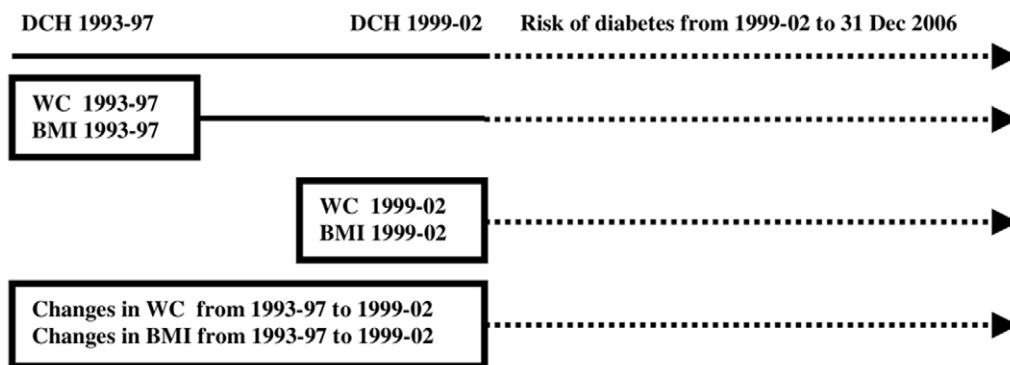 DCH 1993-97 DCH 1999-02 Risk of diabetes from 1999-02 to 31 Dec 2006
WC 1993-97
BMI 1993-97
WC 1999-02
BMI 1999-02
Changes in WC from 1993-97 to 1999-02
Changes in BMI from 1993-97 to 1999-02